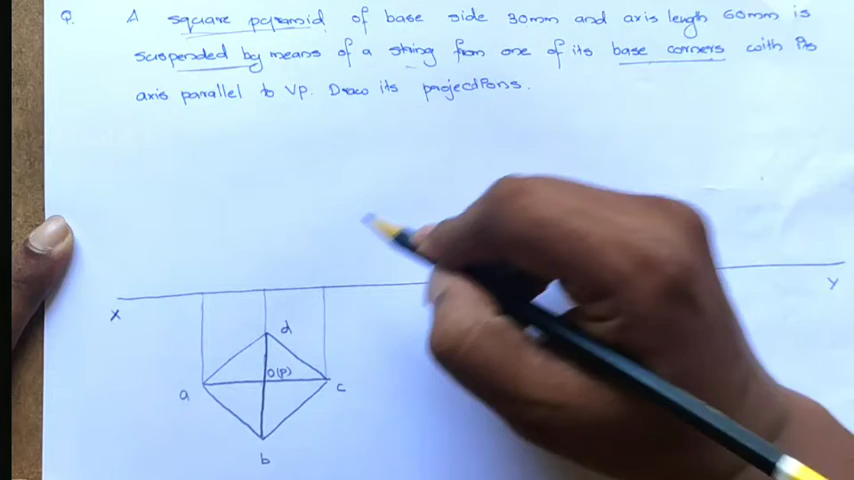 Q. A square pyramid of base side 30mm and axis length 60mm is
suspended by means of a string from one of its base corners with its
axis parallel to VP. Draw its projections.
X
Y
d
o(p)
a
c
b